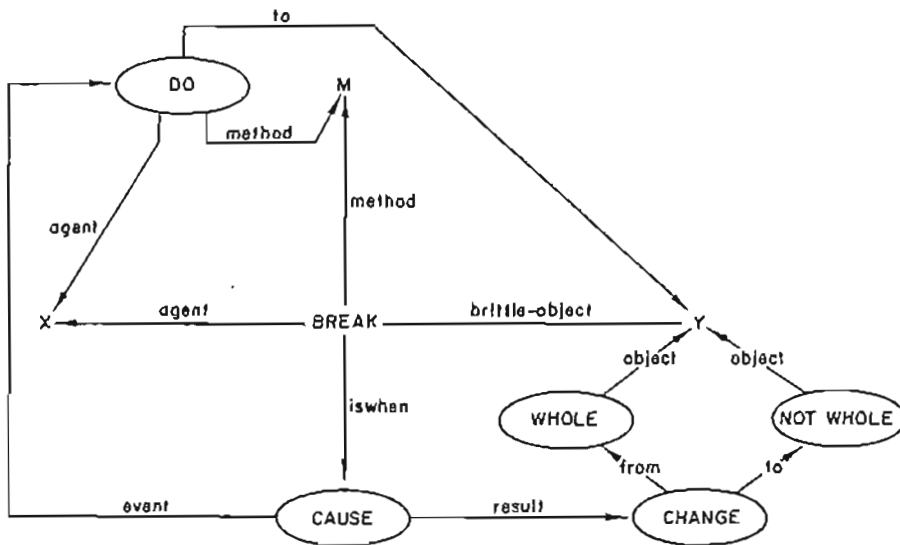 to
DO
M
method
method
agent
X
agent
BREAK
brittle-object
Y
object
object
iswhen
WHOLE
NOT WHOLE
from
to
event
CAUSE
result
CHANGE